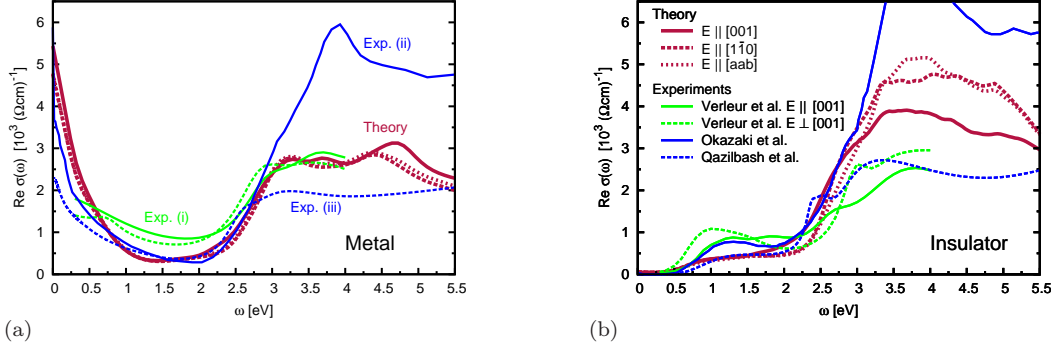 Re σ(ω) [10³ (Ωcm)⁻¹]
6
5
4
3
2
1
0
Exp. (ii)
Theory
Exp. (i)
Exp. (iii)
Metal
0 0.5 1 1.5 2 2.5 3 3.5 4 4.5 5 5.5
ω [eV]
(a)
Re σ(ω) [10³ (Ωcm)⁻¹]
6
5
4
3
2
1
0
Theory
E || [001]
E || [11̄0]
E || [aab]
Experiments
Verleur et al. E || [001]
Verleur et al. E ⊥ [001]
Okazaki et al.
Qazilbash et al.
Insulator
0 0.5 1 1.5 2 2.5 3 3.5 4 4.5 5 5.5
ω [eV]
(b)